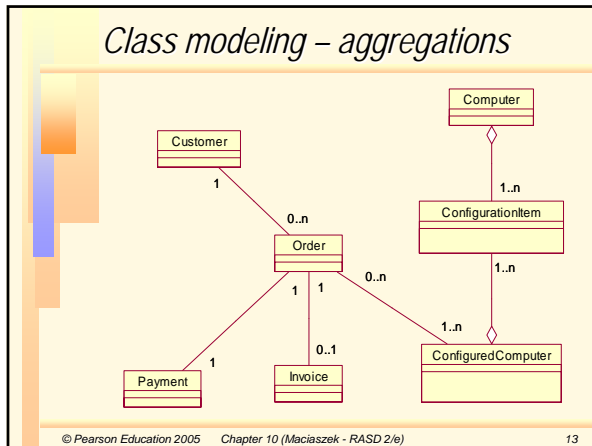 Class modeling – aggregations
Computer
Customer
1
1..n
0..n
ConfigurationItem
Order
1..n
0..n
1
1
1..n
1
0..1
ConfiguredComputer
Payment
Invoice
© Pearson Education 2005 Chapter 10 (Maciaszek - RASD 2/e) 13